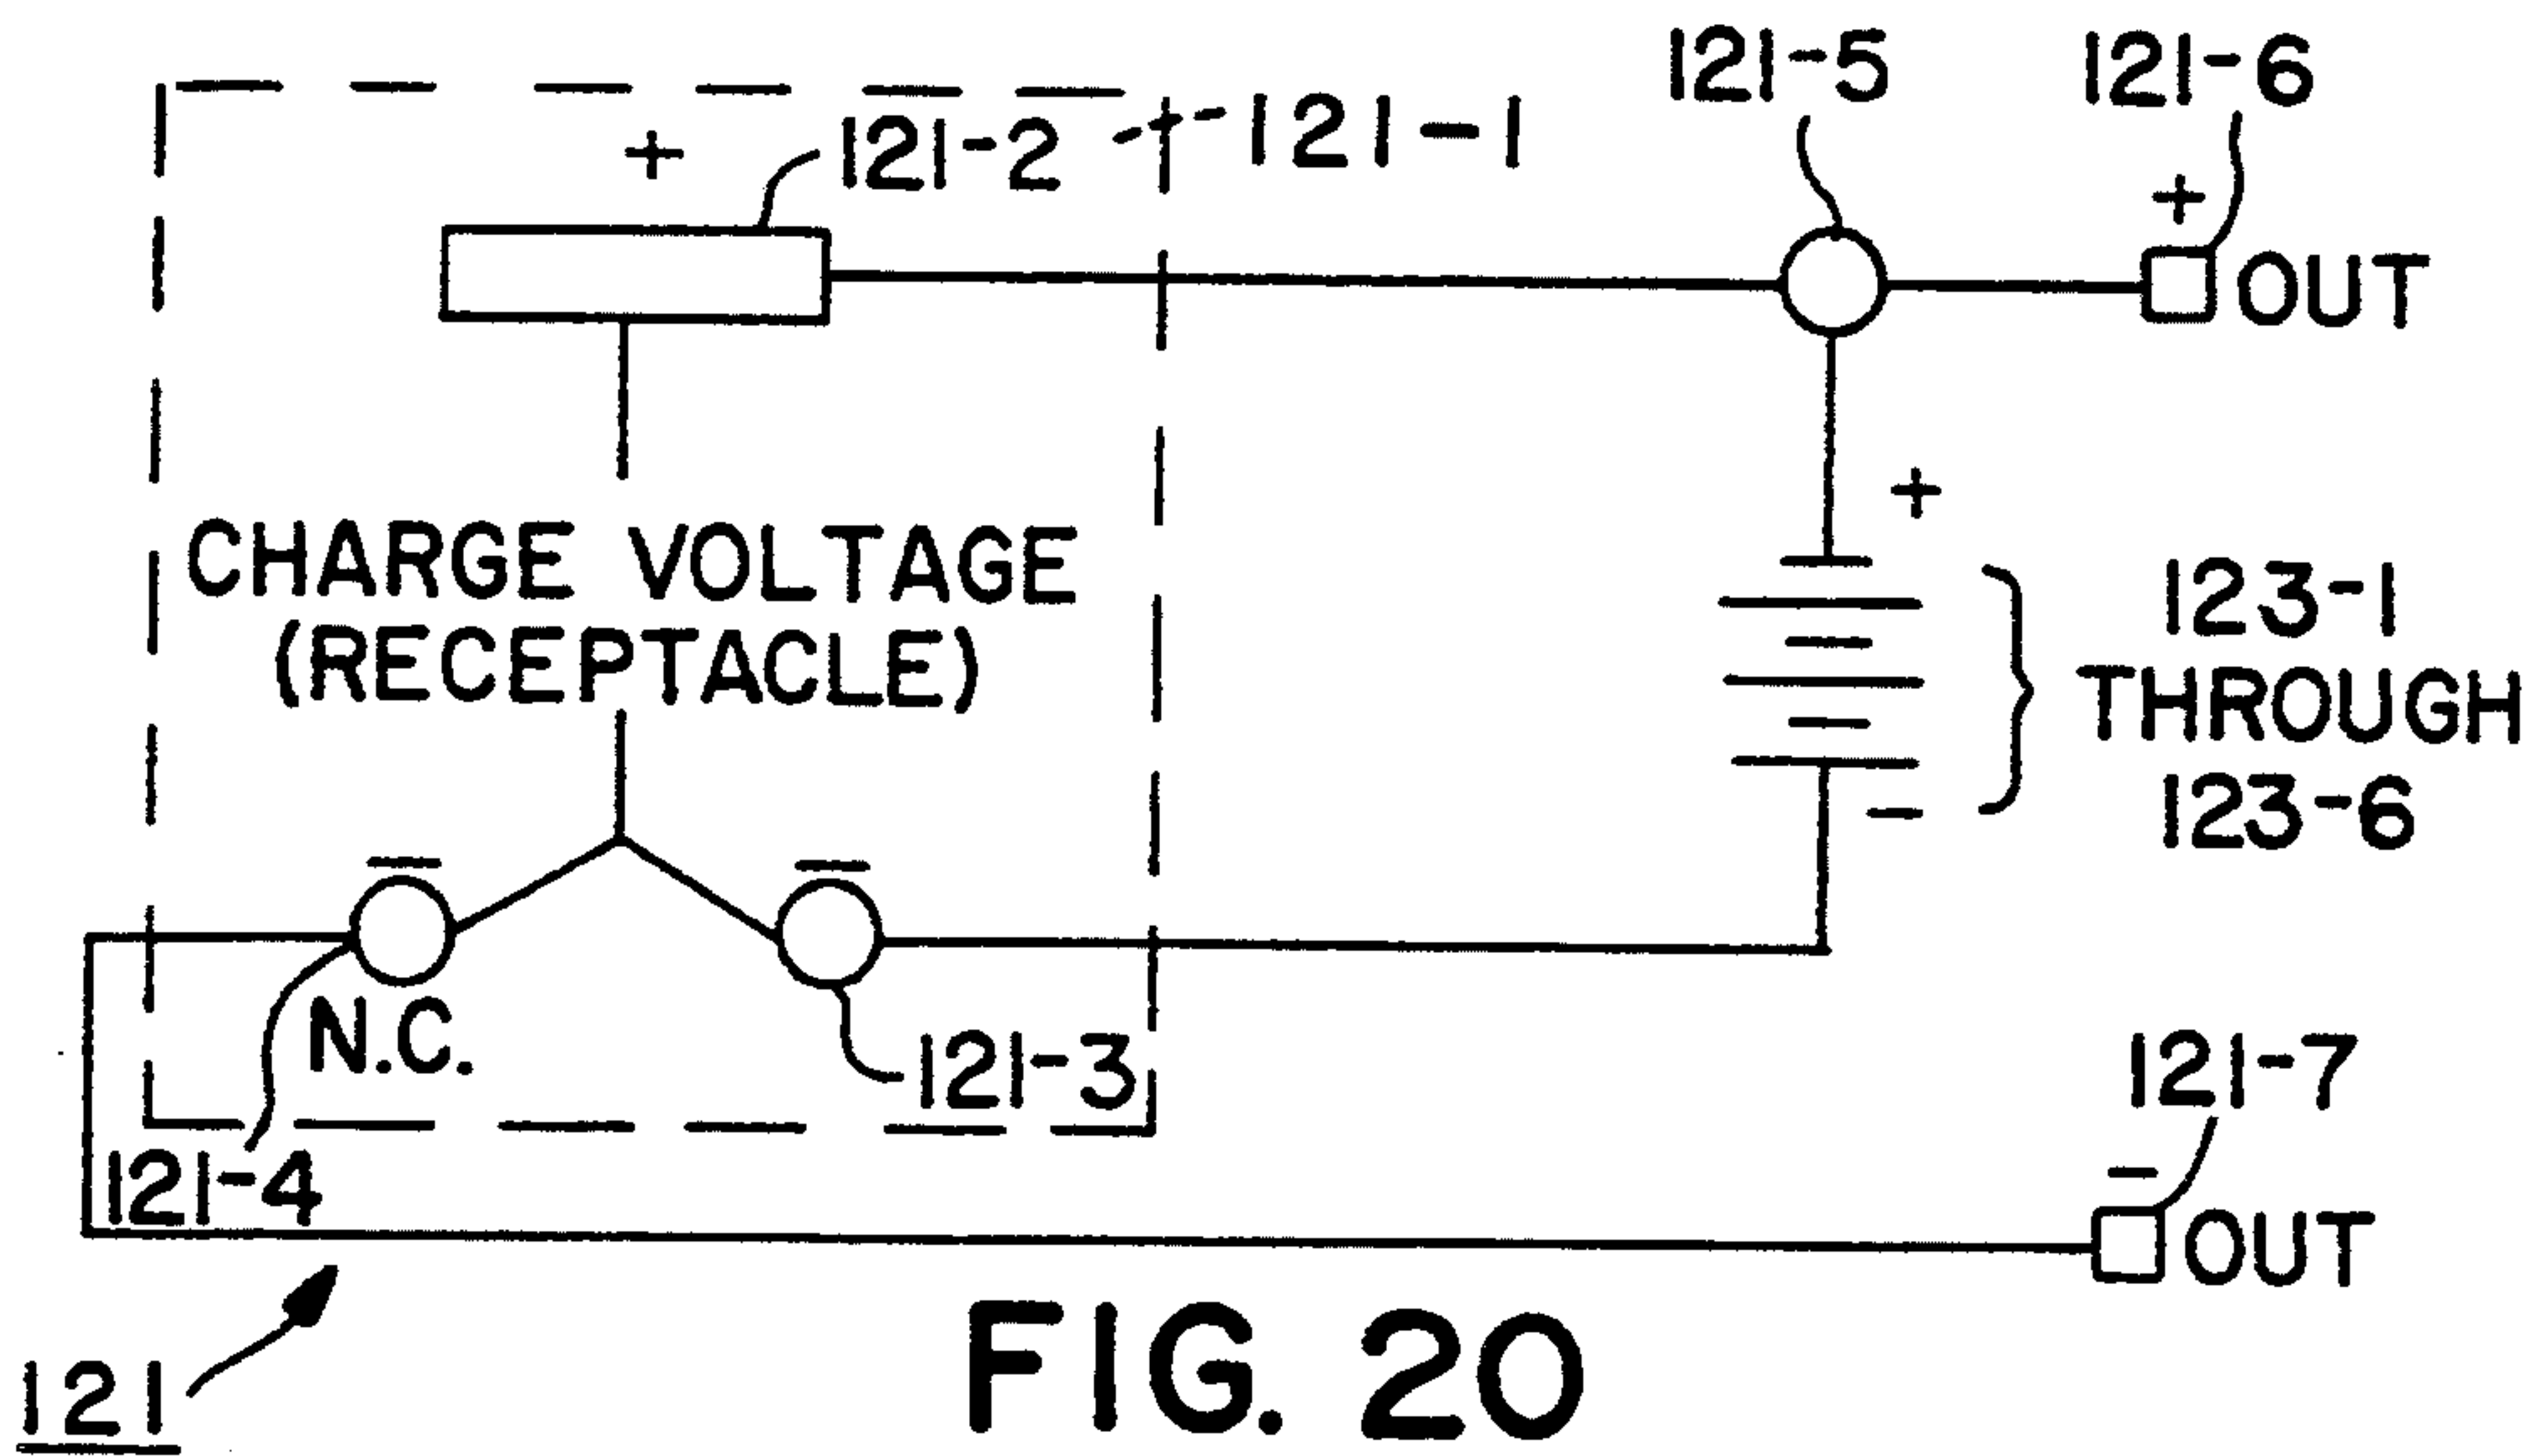 121-5
121-6
+
121-2
121-1
+
OUT
+
CHARGE VOLTAGE
(RECEPTACLE)
123-1
THROUGH
123-6
-
-
-
N.C.
121-3
121-7
121-4
-
OUT
121
FIG. 20